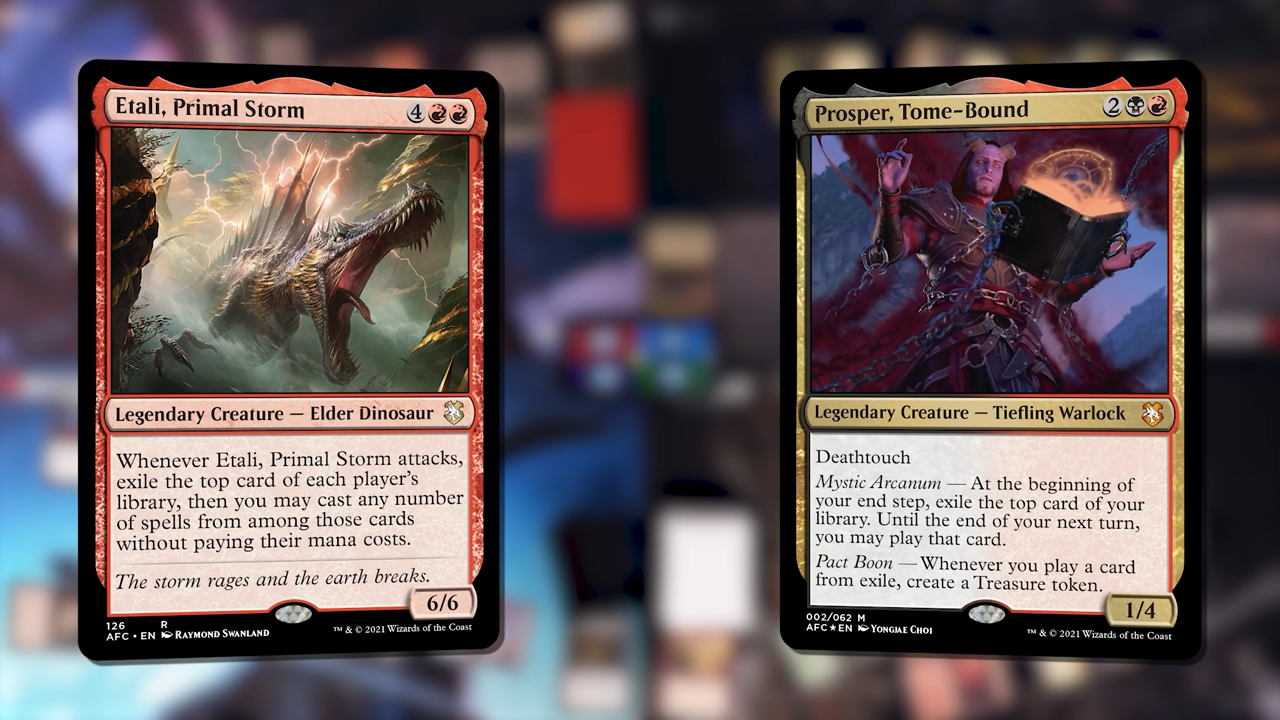 Etali, Primal Storm 4
Legendary Creature — Elder Dinosaur
Whenever Etali, Primal Storm attacks,
exile the top card of each player's
library, then you may cast any number
of spells from among those cards
without paying their mana costs.
The storm rages and the earth breaks.
6/6
126 R
AFC • EN Raymond Swanland
™ & © 2021 Wizards of the Coast
Prosper, Tome-Bound 2
Legendary Creature — Tiefling Warlock
Deathtouch
Mystic Arcanum — At the beginning of
your end step, exile the top card of your
library. Until the end of your next turn,
you may play that card.
Pact Boon — Whenever you play a card
from exile, create a Treasure token.
1/4
002/062 M
AFC ★ EN Yongjae Choi
™ & © 2021 Wizards of the Coast